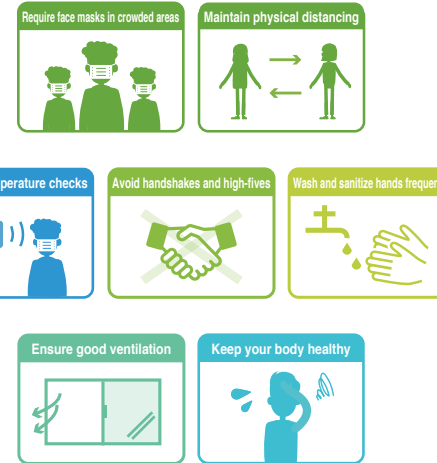 Require face masks in crowded areas
Maintain physical distancing
perature checks
Avoid handshakes and high-fives
Wash and sanitize hands frequen
Ensure good ventilation
Keep your body healthy